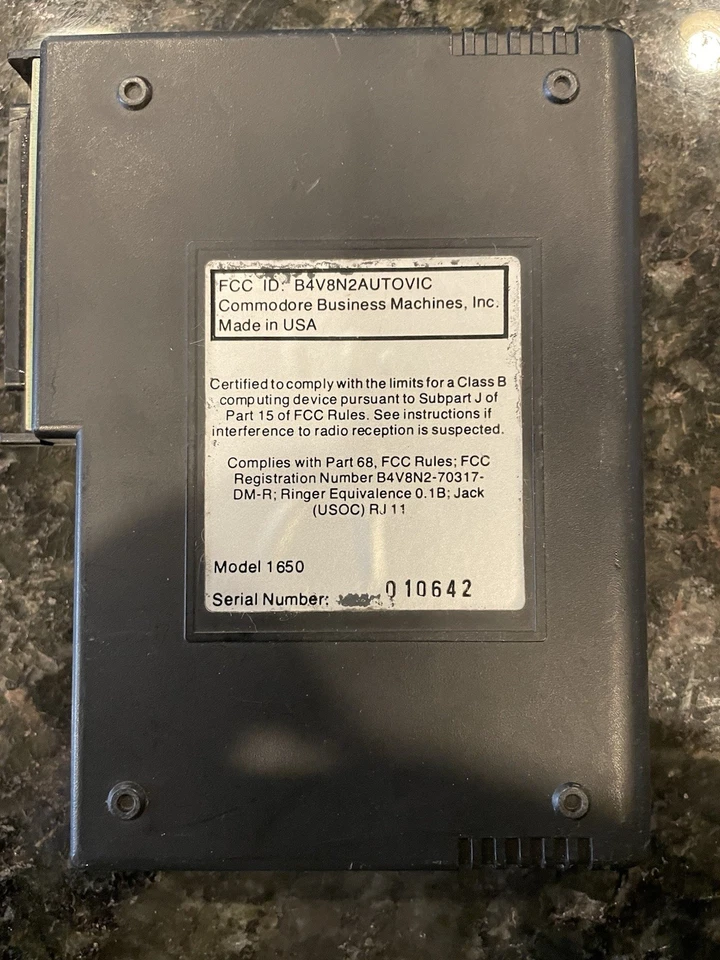 FCC ID: B4V8N2AUTOVIC
Commodore Business Machines, Inc.
Made in USA
Certified to comply with the limits for a Class B
computing device pursuant to Subpart J of
Part 15 of FCC Rules. See instructions if
interference to radio reception is suspected.
Complies with Part 68, FCC Rules; FCC
Registration Number B4V8N2-70317-
DM-R; Ringer Equivalence 0.1B; Jack
(USOC) RJ 11
Model 1650
Serial Number: 010642